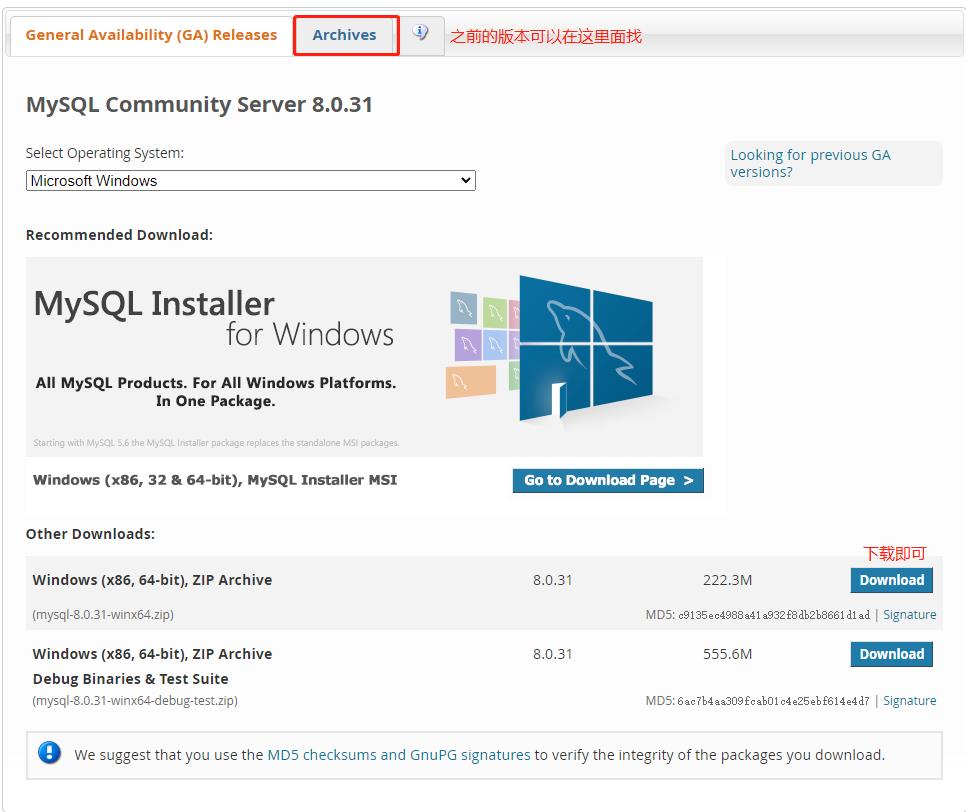 General Availability (GA) Releases
Archives
之前的版本可以在这里面找
MySQL Community Server 8.0.31
Select Operating System:
Looking for previous GA
versions?
Microsoft Windows
Recommended Download:
MySQL Installer
for Windows
All MySQL Products. For All Windows Platforms.
In One Package.
Starting with MySQL 5.6 the MySQL Installer package replaces the standalone MSI packages.
Windows (x86, 32 & 64-bit), MySQL Installer MSI
Go to Download Page >
Other Downloads:
下载即可
Windows (x86, 64-bit), ZIP Archive 8.0.31 222.3M Download
(mysql-8.0.31-winx64.zip) MD5: c9135ec4988a41a932f8db2b8661d1ad | Signature
Windows (x86, 64-bit), ZIP Archive 8.0.31 555.6M Download
Debug Binaries & Test Suite
(mysql-8.0.31-winx64-debug-test.zip) MD5: 6ac7b4aa309fcab01c4e25ebf614e4d7 | Signature
We suggest that you use the MD5 checksums and GnuPG signatures to verify the integrity of the packages you download.